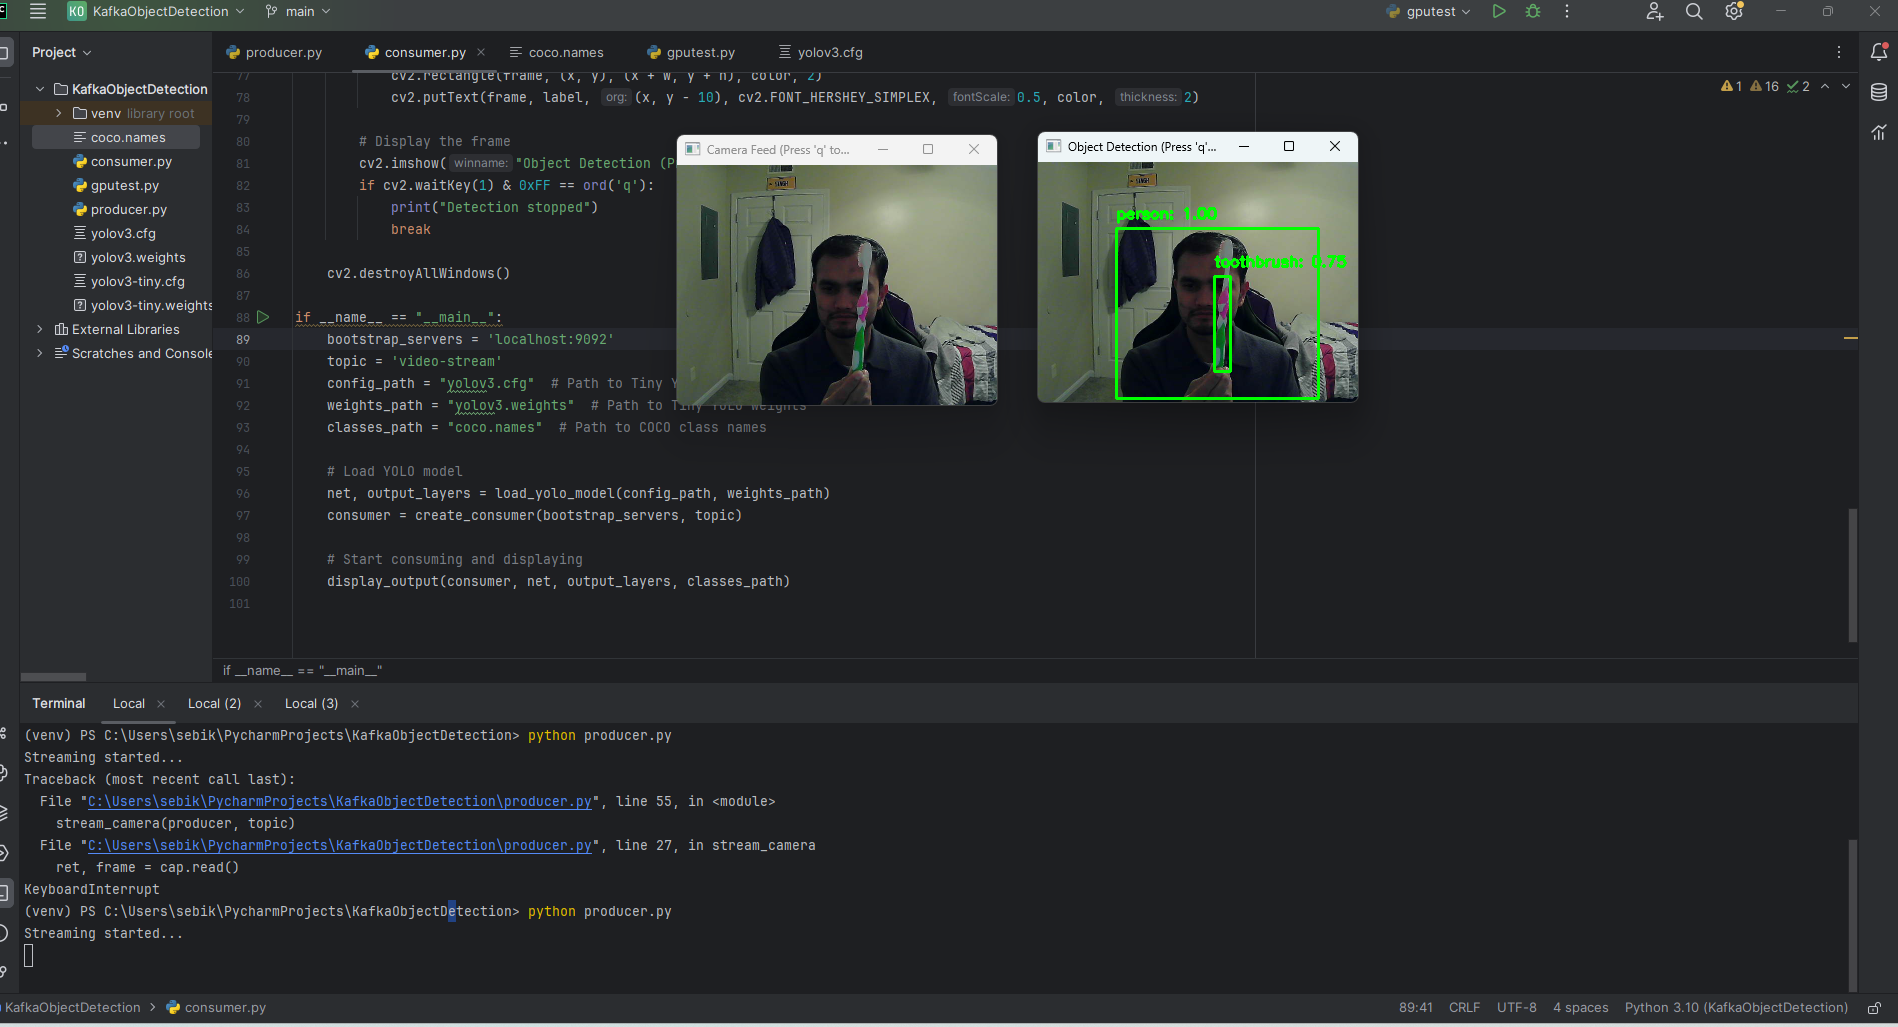 KO KafkaObjectDetection main gputest
Project
producer.py consumer.py coco.names gputest.py yolov3.cfg
KafkaObjectDetection
venv library root
coco.names
consumer.py
gputest.py
producer.py
yolov3.cfg
yolov3.weights
yolov3-tiny.cfg
yolov3-tiny.weights
External Libraries
Scratches and Console
1 16 2
77 cv2.rectangle(frame, (x, y), (x + w, y + h), color, 2)
78 cv2.putText(frame, label, org: (x, y - 10), cv2.FONT_HERSHEY_SIMPLEX, fontScale: 0.5, color, thickness: 2)
79
80 # Display the frame
81 cv2.imshow( winname: "Object Detection (P
82 if cv2.waitKey(1) & 0xFF == ord('q'):
83 print("Detection stopped")
84 break
85
86 cv2.destroyAllWindows()
87
88 if __name__ == "__main__":
89 bootstrap_servers = 'localhost:9092'
90 topic = 'video-stream'
91 config_path = "yolov3.cfg" # Path to Tiny Y
92 weights_path = "yolov3.weights" # Path to Tiny YOLO weights
93 classes_path = "coco.names" # Path to COCO class names
94
95 # Load YOLO model
96 net, output_layers = load_yolo_model(config_path, weights_path)
97 consumer = create_consumer(bootstrap_servers, topic)
98
99 # Start consuming and displaying
100 display_output(consumer, net, output_layers, classes_path)
101
Camera Feed (Press 'q' to...
Object Detection (Press 'q'...
person: 1.00
toothbrush: 0.75
if __name__ == "__main__"
Terminal Local Local (2) Local (3)
(venv) PS C:\Users\sebik\PycharmProjects\KafkaObjectDetection> python producer.py
Streaming started...
Traceback (most recent call last):
File "C:\Users\sebik\PycharmProjects\KafkaObjectDetection\producer.py", line 55, in <module>
stream_camera(producer, topic)
File "C:\Users\sebik\PycharmProjects\KafkaObjectDetection\producer.py", line 27, in stream_camera
ret, frame = cap.read()
KeyboardInterrupt
(venv) PS C:\Users\sebik\PycharmProjects\KafkaObjectDetection> python producer.py
Streaming started...
KafkaObjectDetection > consumer.py
89:41 CRLF UTF-8 4 spaces Python 3.10 (KafkaObjectDetection)